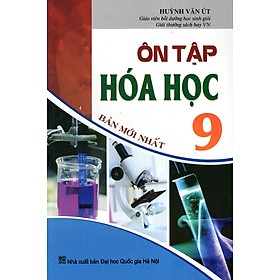 HUỲNH VĂN ÚT
Giáo viên bồi dưỡng học sinh giỏi
Giải thưởng sách hay VN
ÔN TẬP
HÓA HỌC
9
BẢN MỚI NHẤT
Nhà xuất bản Đại học Quốc gia Hà Nội